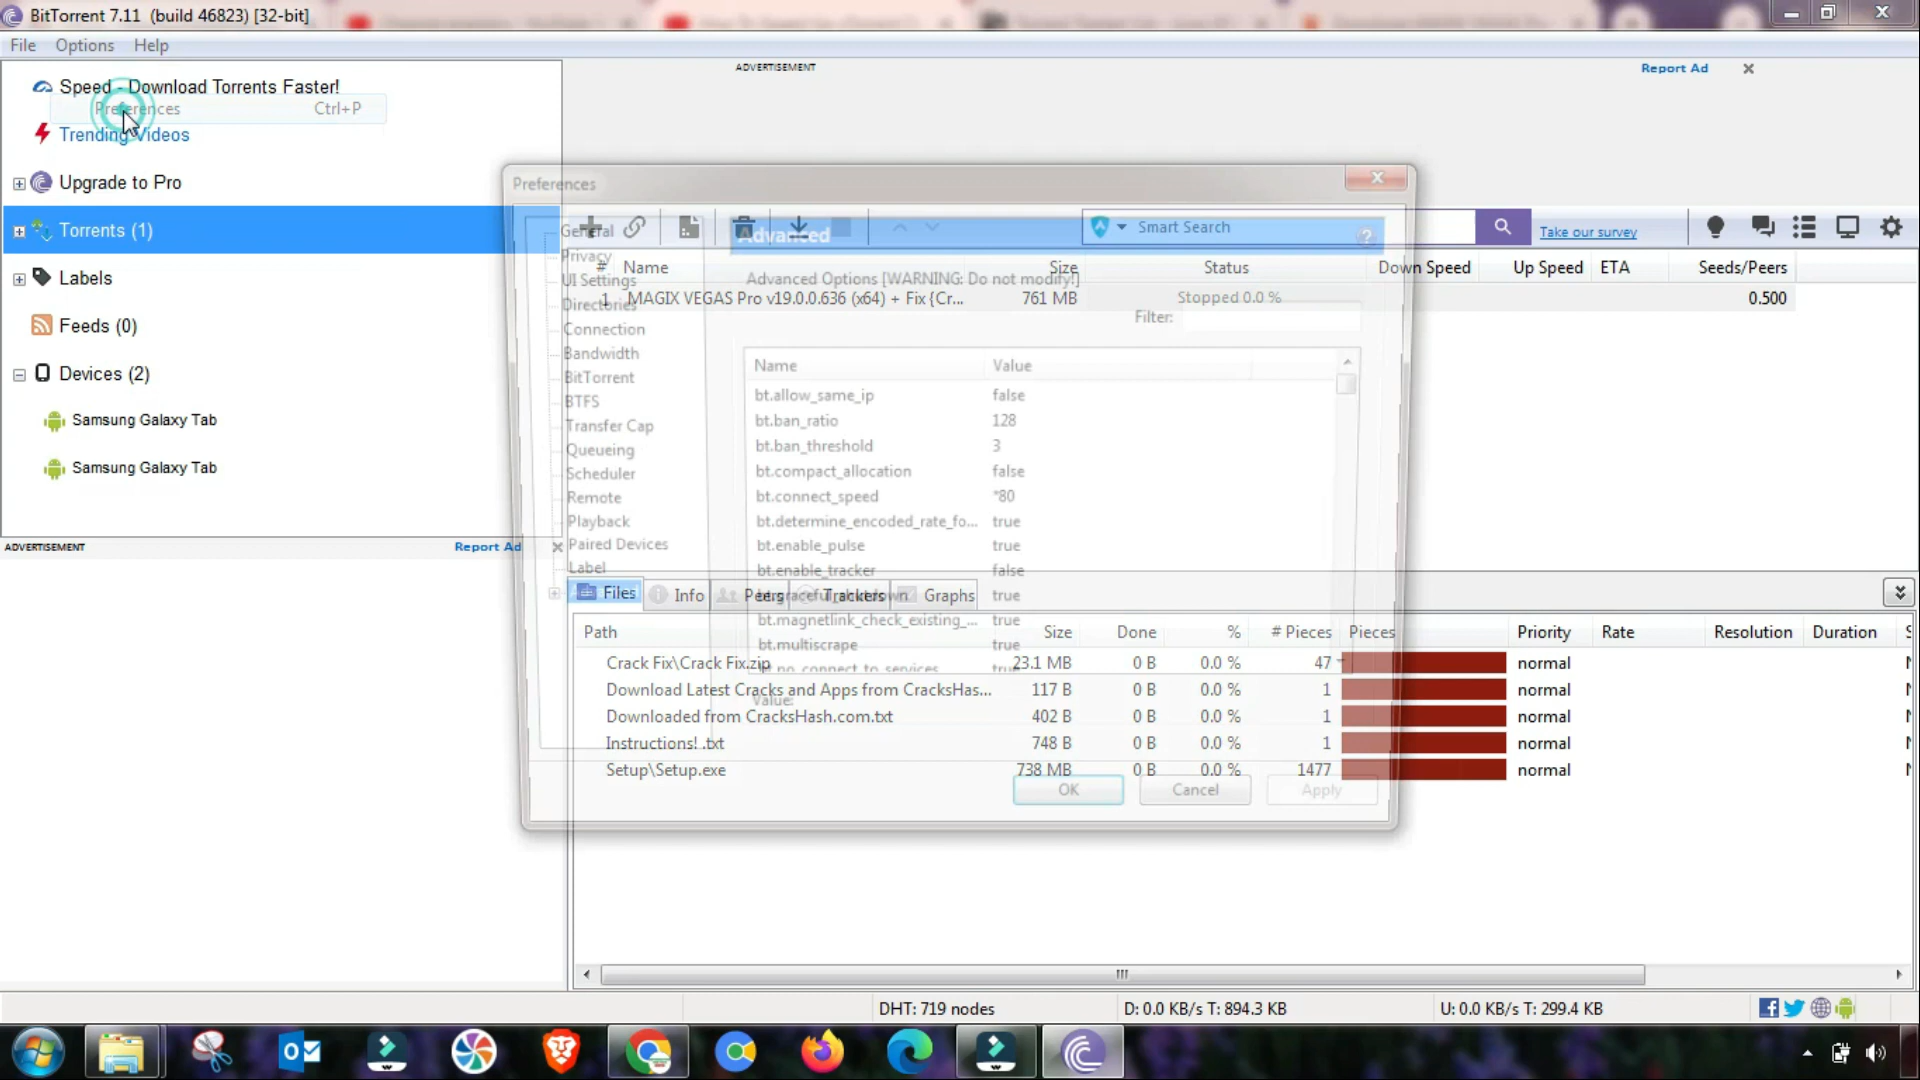 BitTorrent 7.11 (build 46823) [32-bit]
File Options Help
Speed - Download Torrents Faster!
Preferences Ctrl+P
Trending Videos
Upgrade to Pro
Torrents (1)
Labels
Feeds (0)
Devices (2)
Samsung Galaxy Tab
Samsung Galaxy Tab
ADVERTISEMENT Report Ad
ADVERTISEMENT Report Ad
Preferences
General
Privacy
UI Settings
Directories
Connection
Bandwidth
BitTorrent
BTFS
Transfer Cap
Queueing
Scheduler
Remote
Playback
Paired Devices
Label
Advanced
Advanced Options [WARNING: Do not modify!]
Filter:
Name Value
bt.allow_same_ip false
bt.ban_ratio 128
bt.ban_threshold 3
bt.compact_allocation false
bt.connect_speed *80
bt.determine_encoded_rate_fo... true
bt.enable_pulse true
bt.enable_tracker false
bt.graceful_shutdown true
bt.magnetlink_check_existing_... true
bt.multiscrape true
bt.no_connect_to_services true
Value:
OK Cancel Apply
Smart Search
Take our survey
# Name Size Status Down Speed Up Speed ETA Seeds/Peers
1 MAGIX VEGAS Pro v19.0.0.636 (x64) + Fix {Cr... 761 MB Stopped 0.0 % 0.500
Files Info Peers Trackers Graphs
Path Size Done % # Pieces Pieces Priority Rate Resolution Duration S
Crack Fix\Crack Fix.zip 23.1 MB 0 B 0.0 % 47 normal
Download Latest Cracks and Apps from CracksHas... 117 B 0 B 0.0 % 1 normal
Downloaded from CracksHash.com.txt 402 B 0 B 0.0 % 1 normal
Instructions! .txt 748 B 0 B 0.0 % 1 normal
Setup\Setup.exe 738 MB 0 B 0.0 % 1477 normal
DHT: 719 nodes D: 0.0 KB/s T: 894.3 KB U: 0.0 KB/s T: 299.4 KB